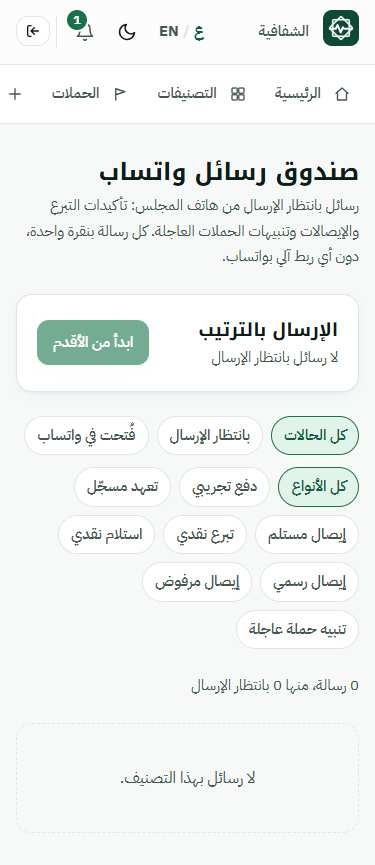 الشفافية
ع / EN
1
الرئيسية
التصنيفات
الحملات
صندوق رسائل واتساب
رسائل بانتظار الإرسال من هاتف المجلس: تأكيدات التبرع
والإيصالات وتنبيهات الحملات العاجلة. كل رسالة بنقرة واحدة،
دون أي ربط آلي بواتساب.
الإرسال بالترتيب
لا رسائل بانتظار الإرسال
ابدأ من الأقدم
كل الحالات
بانتظار الإرسال
فُتحت في واتساب
كل الأنواع
دفع تجريبي
تعهد مسجّل
إيصال مستلم
تبرع نقدي
استلام نقدي
إيصال رسمي
إيصال مرفوض
تنبيه حملة عاجلة
0 رسالة، منها 0 بانتظار الإرسال
لا رسائل بهذا التصنيف.